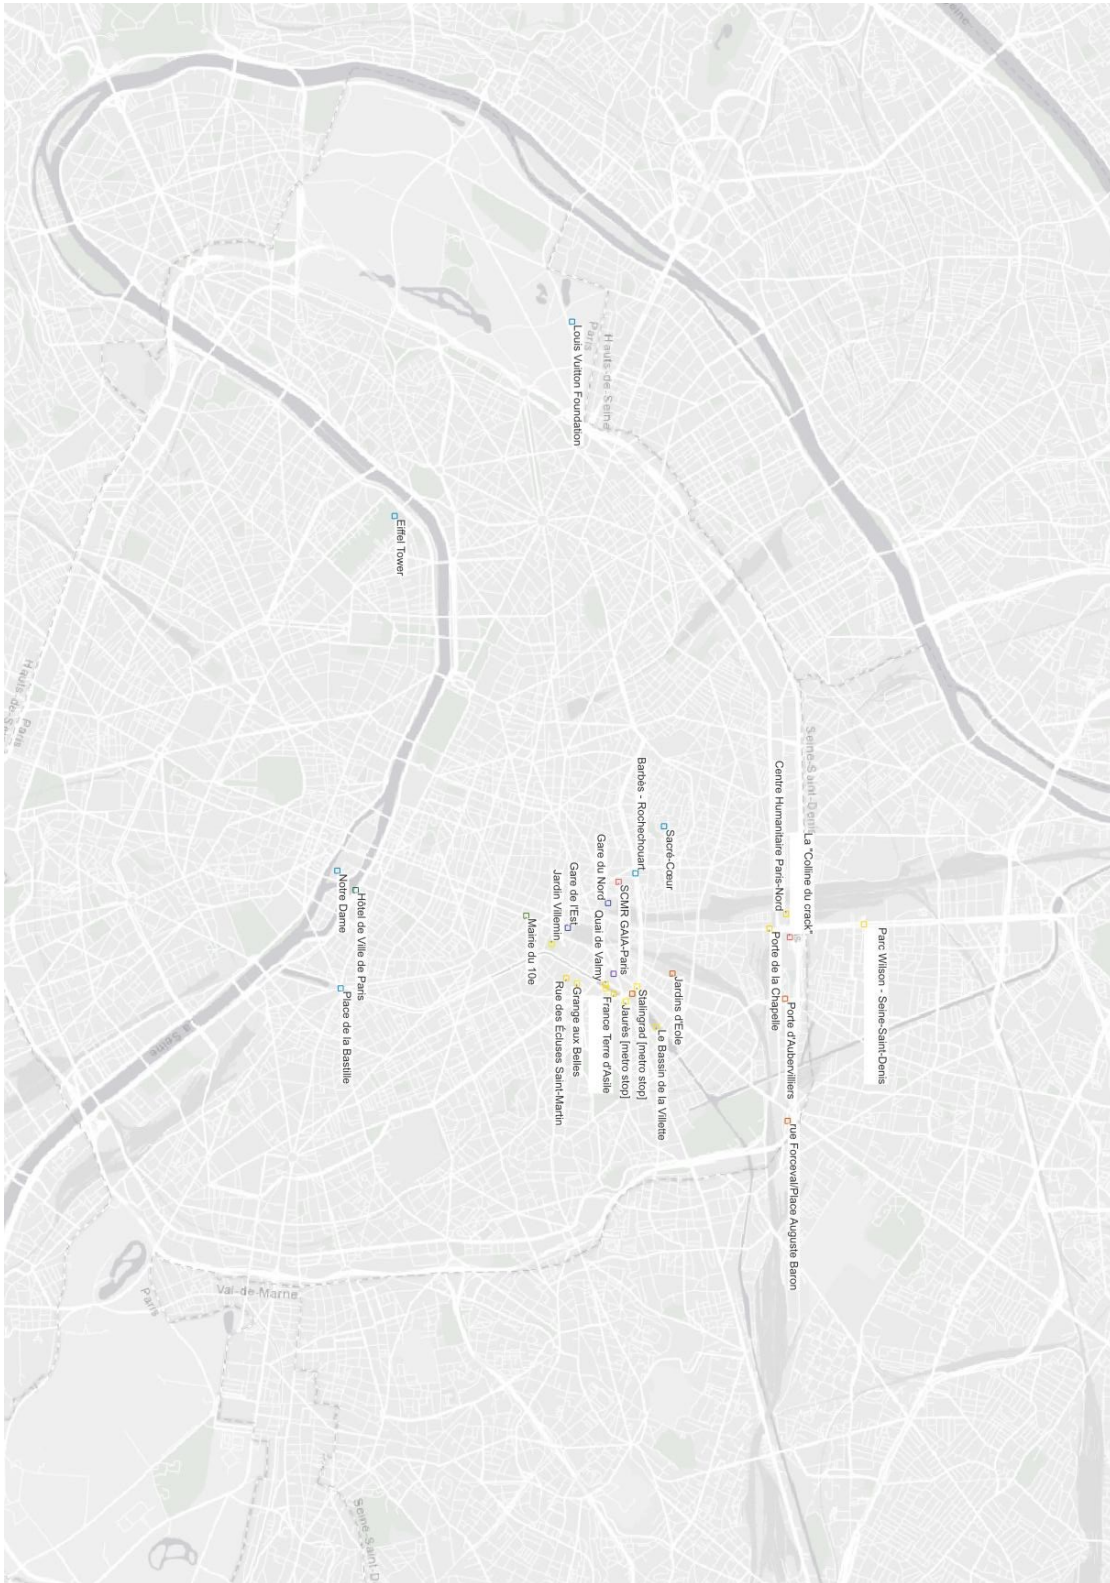 Seine
Hauts-de-Seine
Paris
Louis Vuitton Foundation
Eiffel Tower
Hauts-de-Seine
Paris
Seine-Saint-Denis
Parc Wilson - Seine-Saint-Denis
La "Colline du crack"
Centre Humanitaire Paris-Nord
Porte de la Chapelle
Porte d'Aubervilliers
rue Forceval/Place Auguste Baron
Sacré-Cœur
Barbès - Rochechouart
Jardins d'Eole
Le Bassin de la Villette
Stalingrad [metro stop]
Jaurès [metro stop]
SCMR GAIA-Paris
Gare du Nord
Quai de Valmy
France Terre d'Asile
Gare de l'Est
Grange aux Belles
Rue des Écluses Saint-Martin
Jardin Villemin
Mairie du 10e
Hôtel de Ville de Paris
Notre Dame
Place de la Bastille
Seine
Val-de-Marne
Paris
Seine-Saint-D